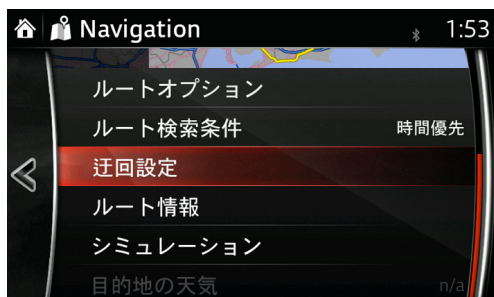 Navigation 1:53
ルートオプション
ルート検索条件 時間優先
迂回設定
ルート情報
シミュレーション
目的地の天気 n/a